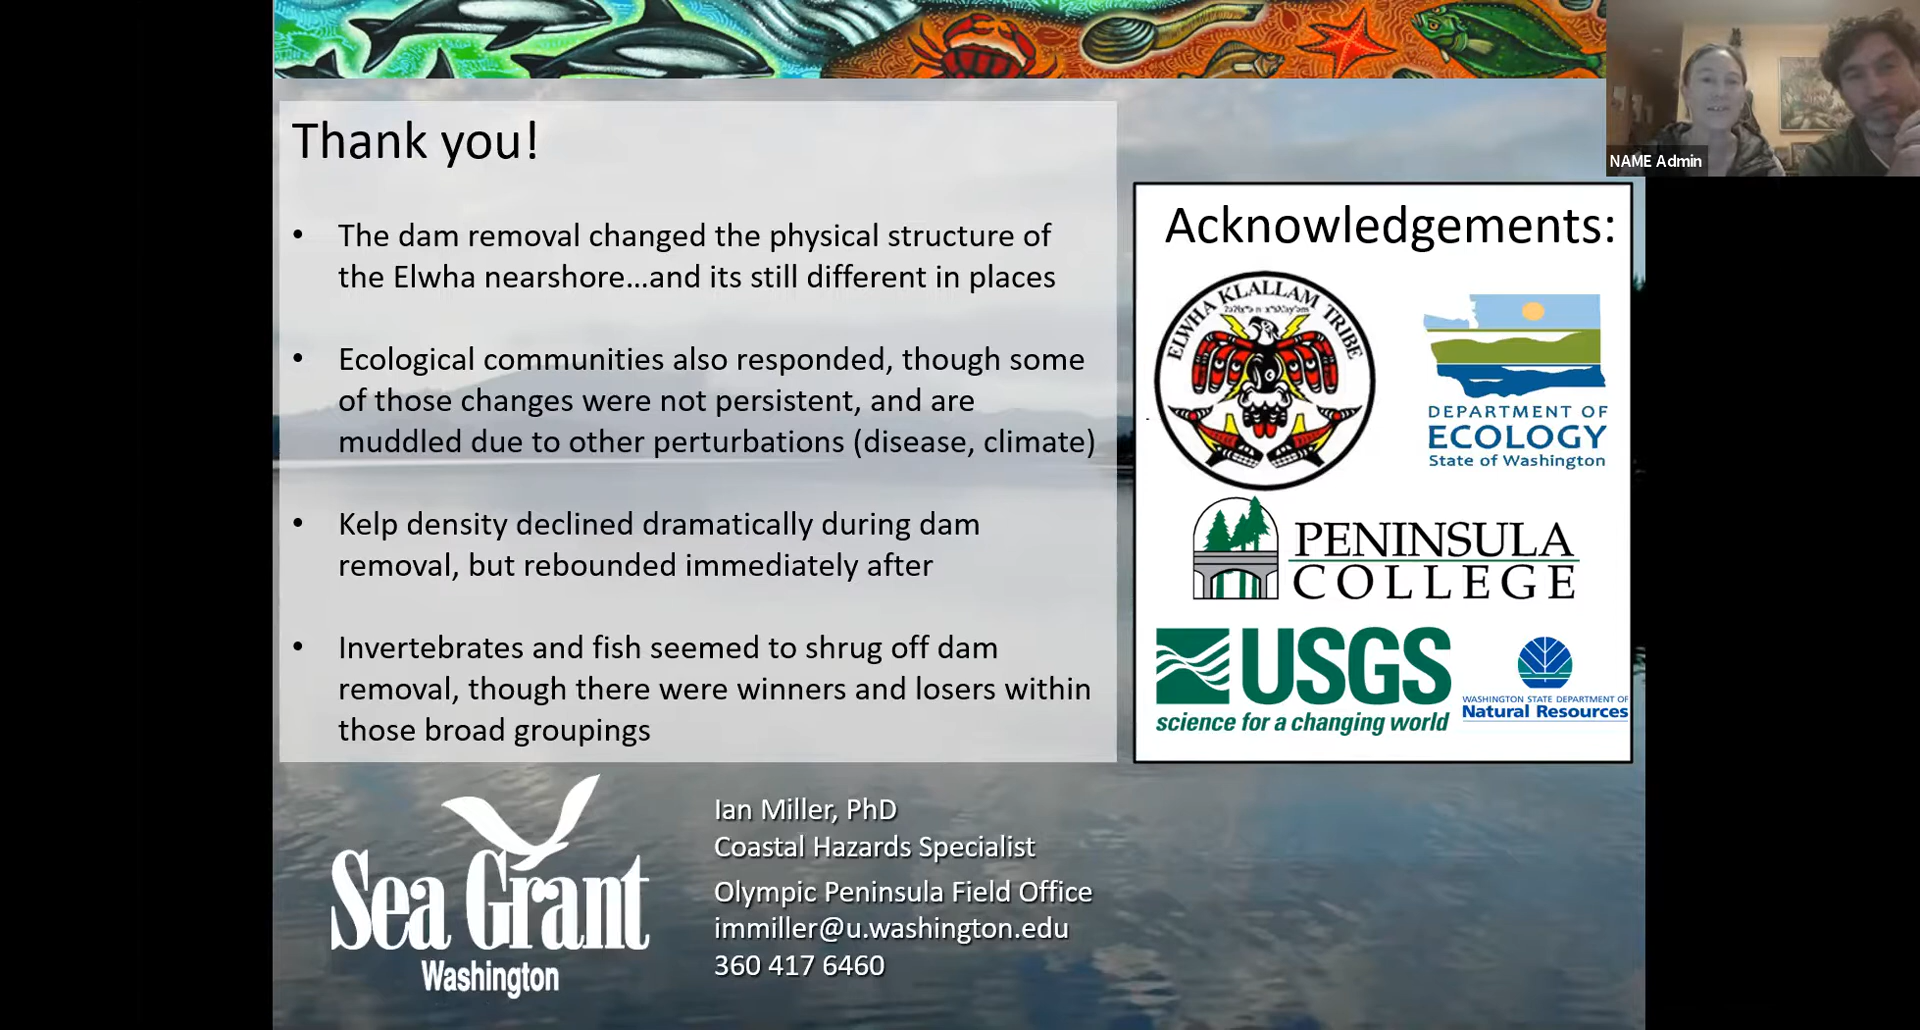 NAME Admin
Thank you!
• The dam removal changed the physical structure of
the Elwha nearshore...and its still different in places
• Ecological communities also responded, though some
of those changes were not persistent, and are
muddled due to other perturbations (disease, climate)
• Kelp density declined dramatically during dam
removal, but rebounded immediately after
• Invertebrates and fish seemed to shrug off dam
removal, though there were winners and losers within
those broad groupings
Acknowledgements:
ELWHA KLALLAM TRIBE
DEPARTMENT OF
ECOLOGY
State of Washington
PENINSULA
COLLEGE
USGS
science for a changing world
WASHINGTON STATE DEPARTMENT OF
Natural Resources
Sea Grant
Washington
Ian Miller, PhD
Coastal Hazards Specialist
Olympic Peninsula Field Office
immiller@u.washington.edu
360 417 6460